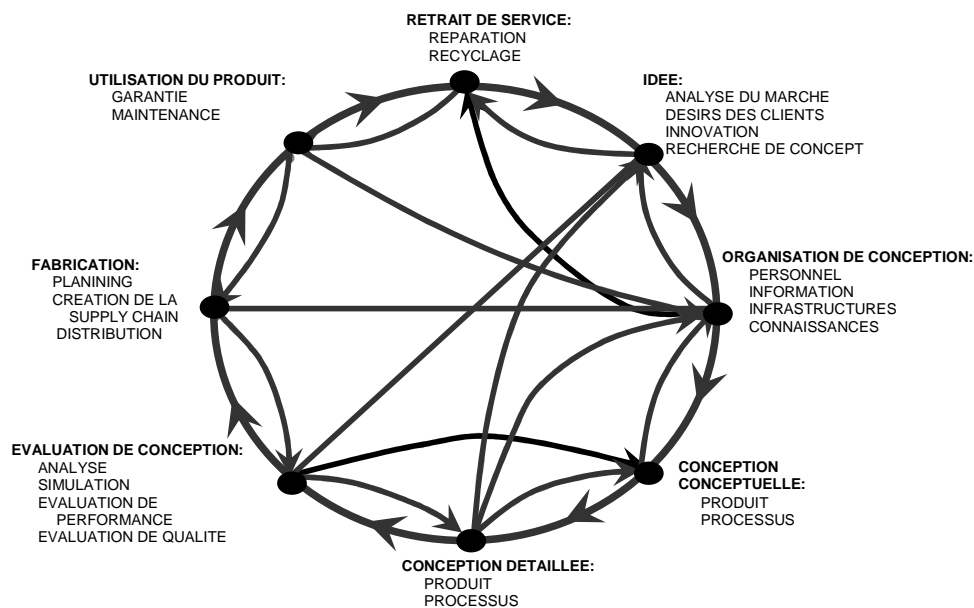 RETRAIT DE SERVICE:
REPARATION
RECYCLAGE
UTILISATION DU PRODUIT:
GARANTIE
MAINTENANCE
IDEE:
ANALYSE DU MARCHE
DESIRS DES CLIENTS
INNOVATION
RECHERCHE DE CONCEPT
FABRICATION:
PLANINING
CREATION DE LA
SUPPLY CHAIN
DISTRIBUTION
ORGANISATION DE CONCEPTION:
PERSONNEL
INFORMATION
INFRASTRUCTURES
CONNAISSANCES
EVALUATION DE CONCEPTION:
ANALYSE
SIMULATION
EVALUATION DE
PERFORMANCE
EVALUATION DE QUALITE
CONCEPTION
CONCEPTUELLE:
PRODUIT
PROCESSUS
CONCEPTION DETAILLEE:
PRODUIT
PROCESSUS